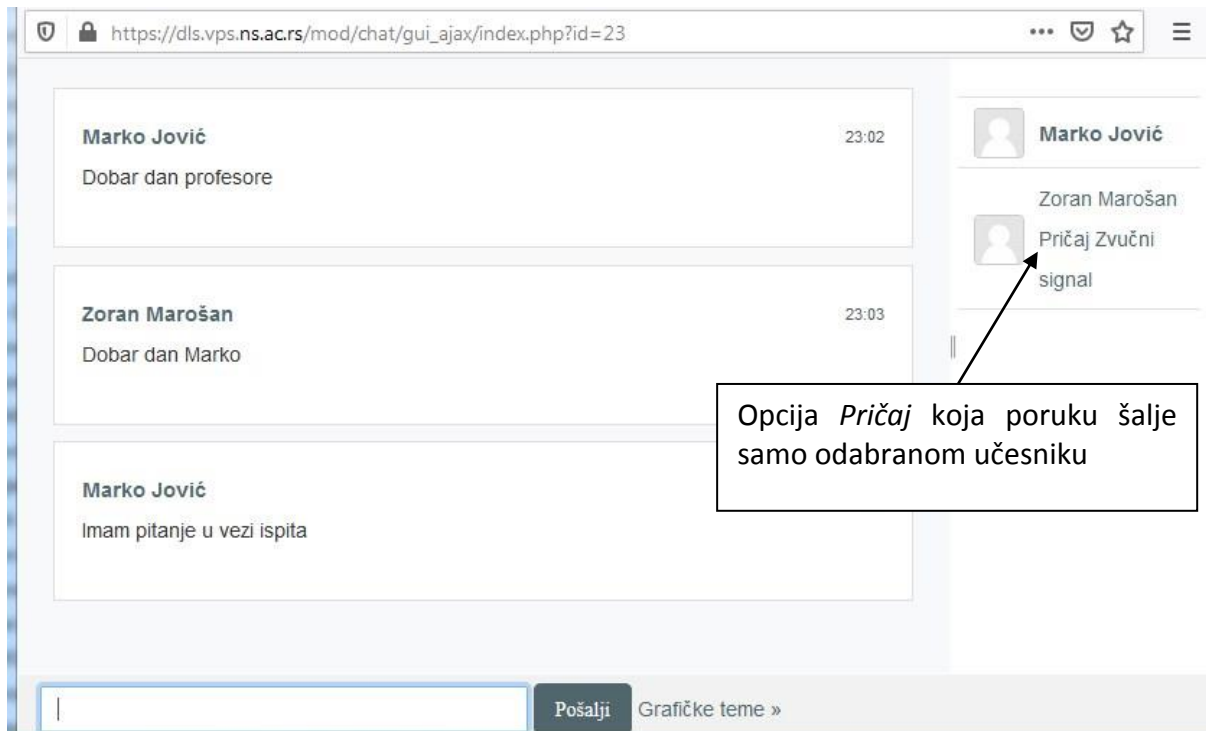 https://dls.vps.ns.ac.rs/mod/chat/gui_ajax/index.php?id=23
Marko Jović 23:02
Dobar dan profesore
Zoran Marošan 23:03
Dobar dan Marko
Marko Jović
Imam pitanje u vezi ispita
Marko Jović
Zoran Marošan
Pričaj Zvučni
signal
Opcija Pričaj koja poruku šalje
samo odabranom učesniku
Pošalji Grafičke teme »